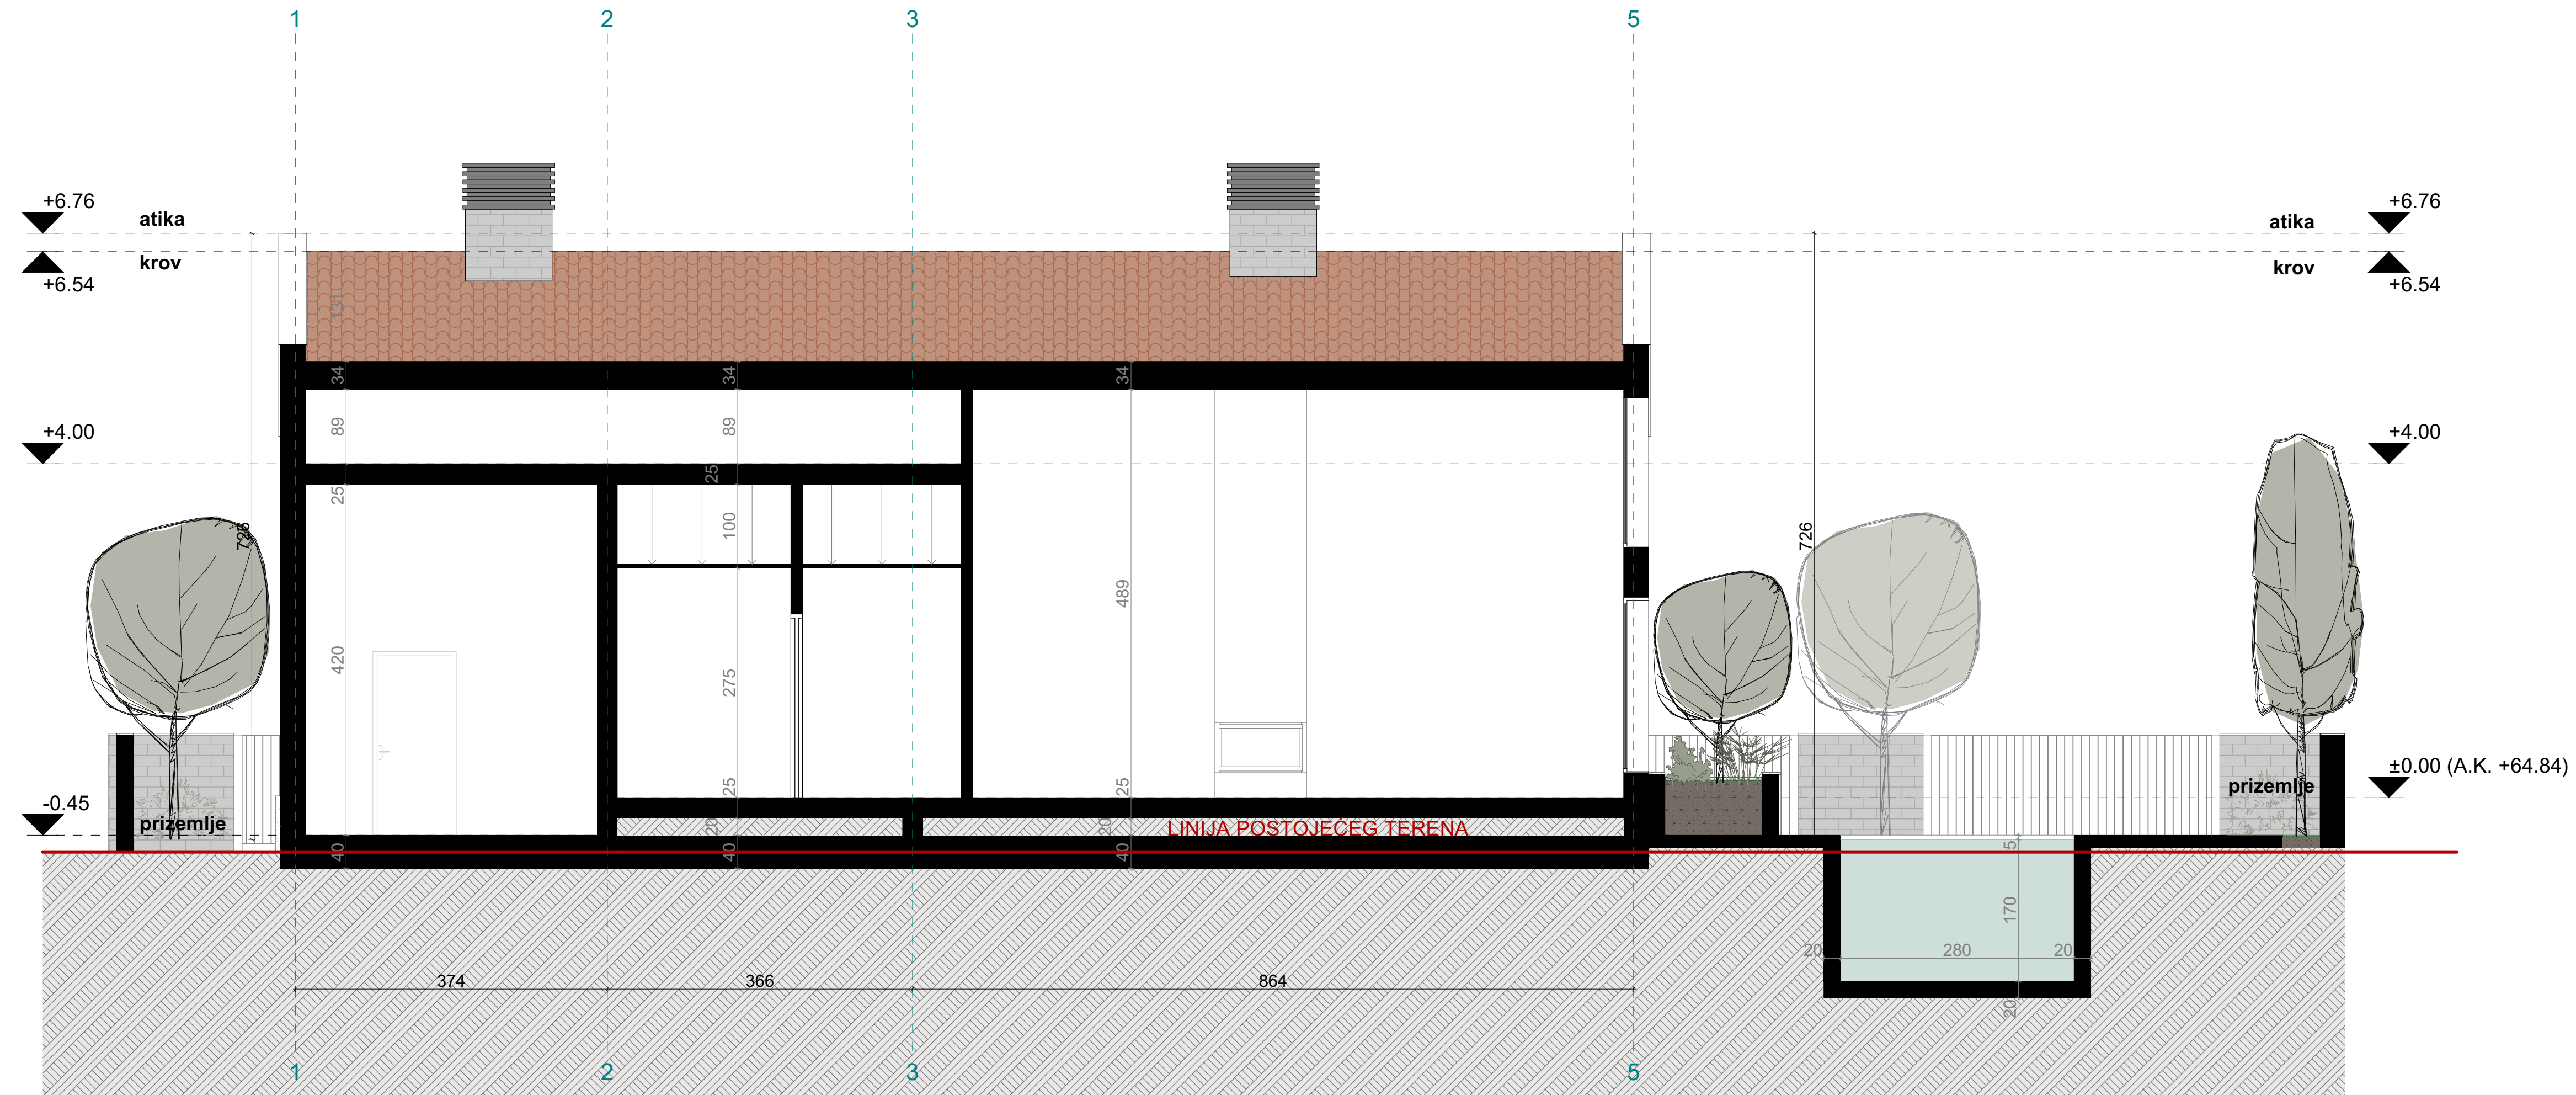 1 2 3 5
+6.76 atika atika +6.76
krov krov
+6.54 +6.54
131
34 34 34
89 89
+4.00 +4.00
25 25
100
726 726
489
420 275
25 25
±0.00 (A.K. +64.84)
prizemlje
-0.45
prizemlje
20 20 LINIJA POSTOJEĆEG TERENA
40 40 40
5
170
20 280 20
374 366 864
20
1 2 3 5